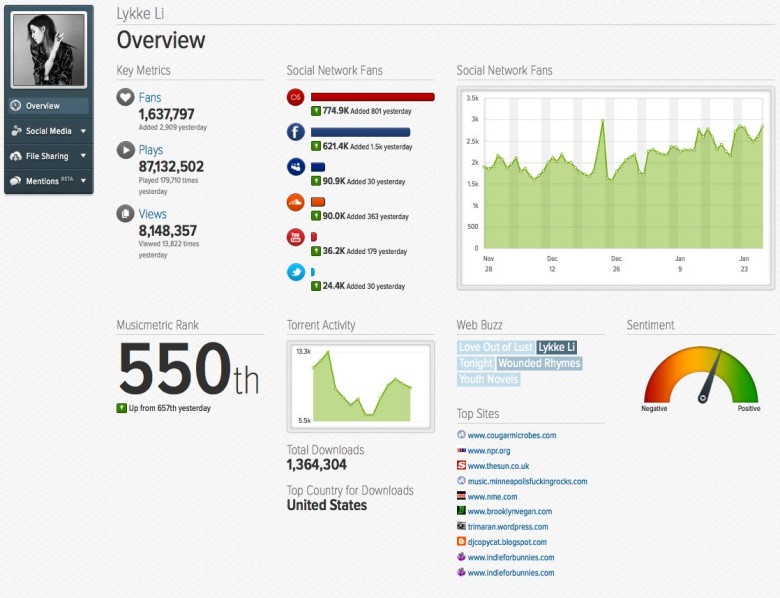 Lykke Li
Overview
Overview
Social Media
File Sharing
Mentions BETA
Key Metrics
Fans
1,637,797
Added 2,909 yesterday
Plays
87,132,502
Played 179,710 times
yesterday
Views
8,148,357
Viewed 13,822 times
yesterday
Social Network Fans
774.9K Added 801 yesterday
621.4K Added 1.5k yesterday
90.9K Added 30 yesterday
90.0K Added 363 yesterday
36.2K Added 179 yesterday
24.4K Added 30 yesterday
Social Network Fans
3.5k
3k
2.5k
2k
1.5k
1k
500
0
Nov 28
Dec 12
Dec 26
Jan 9
Jan 23
Musicmetric Rank
550th
Up from 657th yesterday
Torrent Activity
13.3k
5.5k
Total Downloads
1,364,304
Top Country for Downloads
United States
Web Buzz
Love Out of Lust Lykke Li
Tonight Wounded Rhymes
Youth Novels
Top Sites
www.cougarmicrobes.com
www.npr.org
www.thesun.co.uk
music.minneapolisfuckingrocks.com
www.nme.com
www.brooklynvegan.com
trimaran.wordpress.com
djcopycat.blogspot.com
www.indieforbunnies.com
www.indieforbunnies.com
Sentiment
Negative
Positive